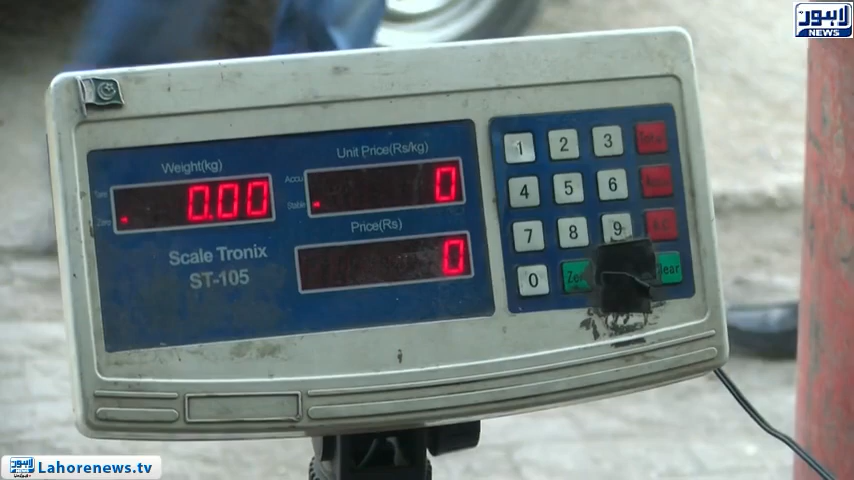 لاہور
NEWS
Weight(kg)
Unit Price(Rs/kg)
Tare
Zero
0.00
Accu
Stable
0
Price(Rs)
0
Scale Tronix
ST-105
1 2 3
4 5 6
7 8 9
0
لاہور
Lahorenews.tv